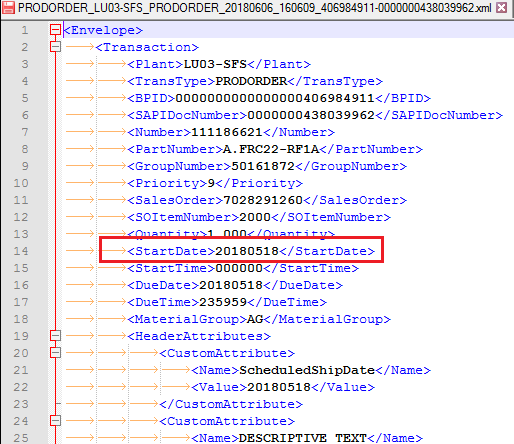 PRODORDER_LU03-SFS_PRODORDER_20180606_160609_406984911-0000000438039962.xml
1 <Envelope>
2 <Transaction>
3 <Plant>LU03-SFS</Plant>
4 <TransType>PRODORDER</TransType>
5 <BPID>0000000000000000406984911</BPID>
6 <SAPIDocNumber>0000000438039962</SAPIDocNumber>
7 <Number>111186621</Number>
8 <PartNumber>A.FRC22-RF1A</PartNumber>
9 <GroupNumber>50161872</GroupNumber>
10 <Priority>9</Priority>
11 <SalesOrder>7028291260</SalesOrder>
12 <SOItemNumber>2000</SOItemNumber>
13 <Quantity>1.000</Quantity>
14 <StartDate>20180518</StartDate>
15 <StartTime>000000</StartTime>
16 <DueDate>20180518</DueDate>
17 <DueTime>235959</DueTime>
18 <MaterialGroup>AG</MaterialGroup>
19 <HeaderAttributes>
20 <CustomAttribute>
21 <Name>ScheduledShipDate</Name>
22 <Value>20180518</Value>
23 </CustomAttribute>
24 <CustomAttribute>
25 <Name>DESCRIPTIVE_TEXT</Name>